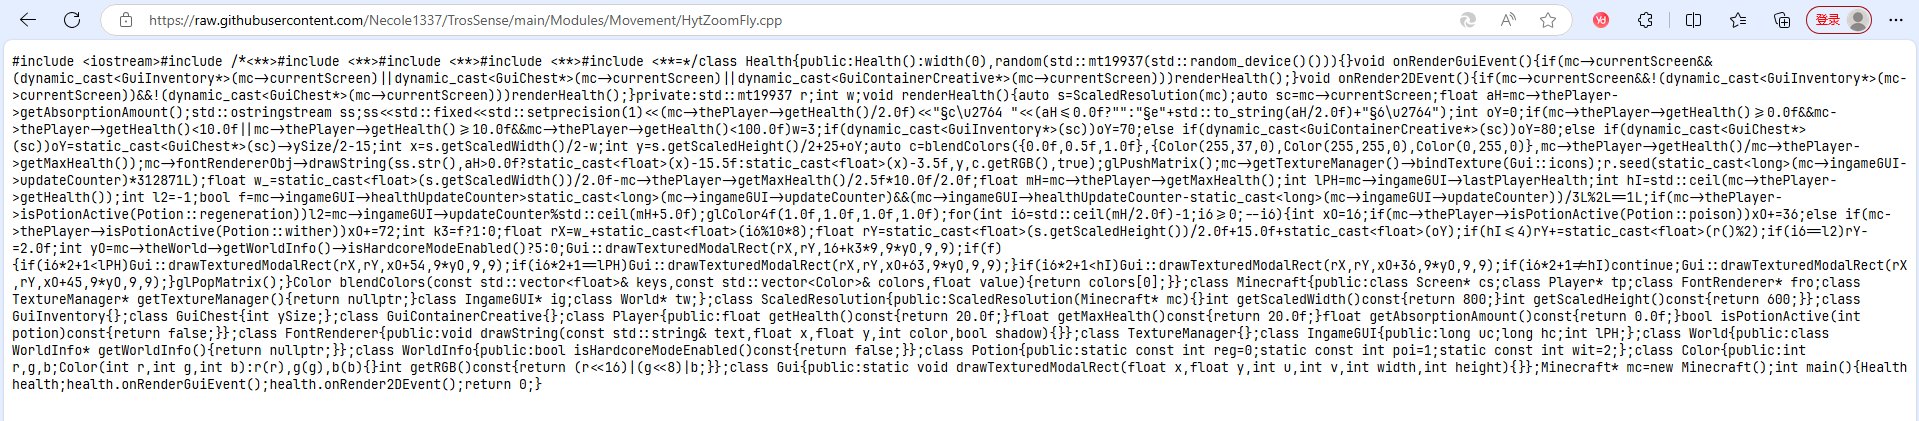 https://raw.githubusercontent.com/Necole1337/TrosSense/main/Modules/Movement/HytZoomFly.cpp
登录
#include <iostream>#include /*<**>#include <**>#include <**>#include <**>#include <**=*/class Health{public:Health():width(0),random(std::mt19937(std::random_device()())){}void onRenderGuiEvent(){if(mc->currentScreen&&
(dynamic_cast<GuiInventory*>(mc->currentScreen)||dynamic_cast<GuiChest*>(mc->currentScreen)||dynamic_cast<GuiContainerCreative*>(mc->currentScreen)))renderHealth();}void onRender2DEvent(){if(mc->currentScreen&&!(dynamic_cast<GuiInventory*>(mc-
>currentScreen))&&!(dynamic_cast<GuiChest*>(mc->currentScreen)))renderHealth();}private:std::mt19937 r;int w;void renderHealth(){auto s=ScaledResolution(mc);auto sc=mc->currentScreen;float aH=mc->thePlayer-
>getAbsorptionAmount();std::ostringstream ss;ss<<std::fixed<<std::setprecision(1)<<(mc->thePlayer->getHealth()/2.0f)<<"§c\u2764 "<<(aH<=0.0f?"":"§e"+std::to_string(aH/2.0f)+"§6\u2764");int oY=0;if(mc->thePlayer->getHealth()>=0.0f&&mc-
>thePlayer->getHealth()<10.0f||mc->thePlayer->getHealth()>=10.0f&&mc->thePlayer->getHealth()<100.0f)w=3;if(dynamic_cast<GuiInventory*>(sc))oY=70;else if(dynamic_cast<GuiContainerCreative*>(sc))oY=80;else if(dynamic_cast<GuiChest*>
(sc))oY=static_cast<GuiChest*>(sc)->ySize/2-15;int x=s.getScaledWidth()/2-w;int y=s.getScaledHeight()/2+25+oY;auto c=blendColors({0.0f,0.5f,1.0f},{Color(255,37,0),Color(255,255,0),Color(0,255,0)},mc->thePlayer->getHealth()/mc->thePlayer-
>getMaxHealth());mc->fontRendererObj->drawString(ss.str(),aH>0.0f?static_cast<float>(x)-15.5f:static_cast<float>(x)-3.5f,y,c.getRGB(),true);glPushMatrix();mc->getTextureManager()->bindTexture(Gui::icons);r.seed(static_cast<long>(mc->ingameGUI-
>updateCounter)*312871L);float w_=static_cast<float>(s.getScaledWidth())/2.0f-mc->thePlayer->getMaxHealth()/2.5f*10.0f/2.0f;float mH=mc->thePlayer->getMaxHealth();int lPH=mc->ingameGUI->lastPlayerHealth;int hI=std::ceil(mc->thePlayer-
>getHealth());int l2=-1;bool f=mc->ingameGUI->healthUpdateCounter>static_cast<long>(mc->ingameGUI->updateCounter)&&(mc->ingameGUI->healthUpdateCounter-static_cast<long>(mc->ingameGUI->updateCounter))/3L%2L==1L;if(mc->thePlayer-
>isPotionActive(Potion::regeneration))l2=mc->ingameGUI->updateCounter%std::ceil(mH+5.0f);glColor4f(1.0f,1.0f,1.0f,1.0f);for(int i6=std::ceil(mH/2.0f)-1;i6>=0;--i6){int xO=16;if(mc->thePlayer->isPotionActive(Potion::poison))xO+=36;else if(mc-
>thePlayer->isPotionActive(Potion::wither))xO+=72;int k3=f?1:0;float rX=w_+static_cast<float>(i6%10*8);float rY=static_cast<float>(s.getScaledHeight())/2.0f+15.0f+static_cast<float>(oY);if(hI<=4)rY+=static_cast<float>(r()%2);if(i6==l2)rY-
=2.0f;int yO=mc->theWorld->getWorldInfo()->isHardcoreModeEnabled()?5:0;Gui::drawTexturedModalRect(rX,rY,16+k3*9,9*yO,9,9);if(f)
{if(i6*2+1<lPH)Gui::drawTexturedModalRect(rX,rY,xO+54,9*yO,9,9);if(i6*2+1==lPH)Gui::drawTexturedModalRect(rX,rY,xO+63,9*yO,9,9);}if(i6*2+1<hI)Gui::drawTexturedModalRect(rX,rY,xO+36,9*yO,9,9);if(i6*2+1!=hI)continue;Gui::drawTexturedModalRect(rX
,rY,xO+45,9*yO,9,9);}glPopMatrix();}Color blendColors(const std::vector<float>& keys,const std::vector<Color>& colors,float value){return colors[0];}};class Minecraft{public:class Screen* cs;class Player* tp;class FontRenderer* fro;class
TextureManager* getTextureManager(){return nullptr;}class IngameGUI* ig;class World* tw;};class ScaledResolution{public:ScaledResolution(Minecraft* mc){}int getScaledWidth()const{return 800;}int getScaledHeight()const{return 600;}};class
GuiInventory{};class GuiChest{int ySize;};class GuiContainerCreative{};class Player{public:float getHealth()const{return 20.0f;}float getMaxHealth()const{return 20.0f;}float getAbsorptionAmount()const{return 0.0f;}bool isPotionActive(int
potion)const{return false;}};class FontRenderer{public:void drawString(const std::string& text,float x,float y,int color,bool shadow){}};class TextureManager{};class IngameGUI{public:long uc;long hc;int lPH;};class World{public:class
WorldInfo* getWorldInfo(){return nullptr;}};class WorldInfo{public:bool isHardcoreModeEnabled()const{return false;}};class Potion{public:static const int reg=0;static const int poi=1;static const int wit=2;};class Color{public:int
r,g,b;Color(int r,int g,int b):r(r),g(g),b(b){}int getRGB()const{return (r<<16)|(g<<8)|b;}};class Gui{public:static void drawTexturedModalRect(float x,float y,int u,int v,int width,int height){}};Minecraft* mc=new Minecraft();int main(){Health
health;health.onRenderGuiEvent();health.onRender2DEvent();return 0;}